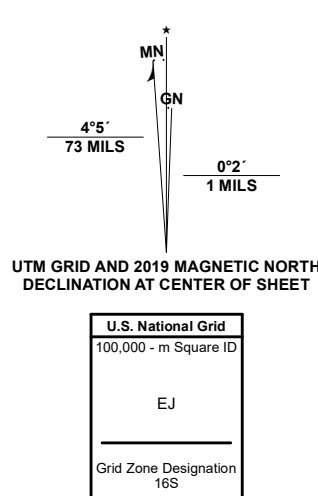 ★
MN
GN
4°5´
73 MILS
0°2´
1 MILS
UTM GRID AND 2019 MAGNETIC NORTH
DECLINATION AT CENTER OF SHEET
U.S. National Grid
100,000 - m Square ID
EJ
Grid Zone Designation
16S